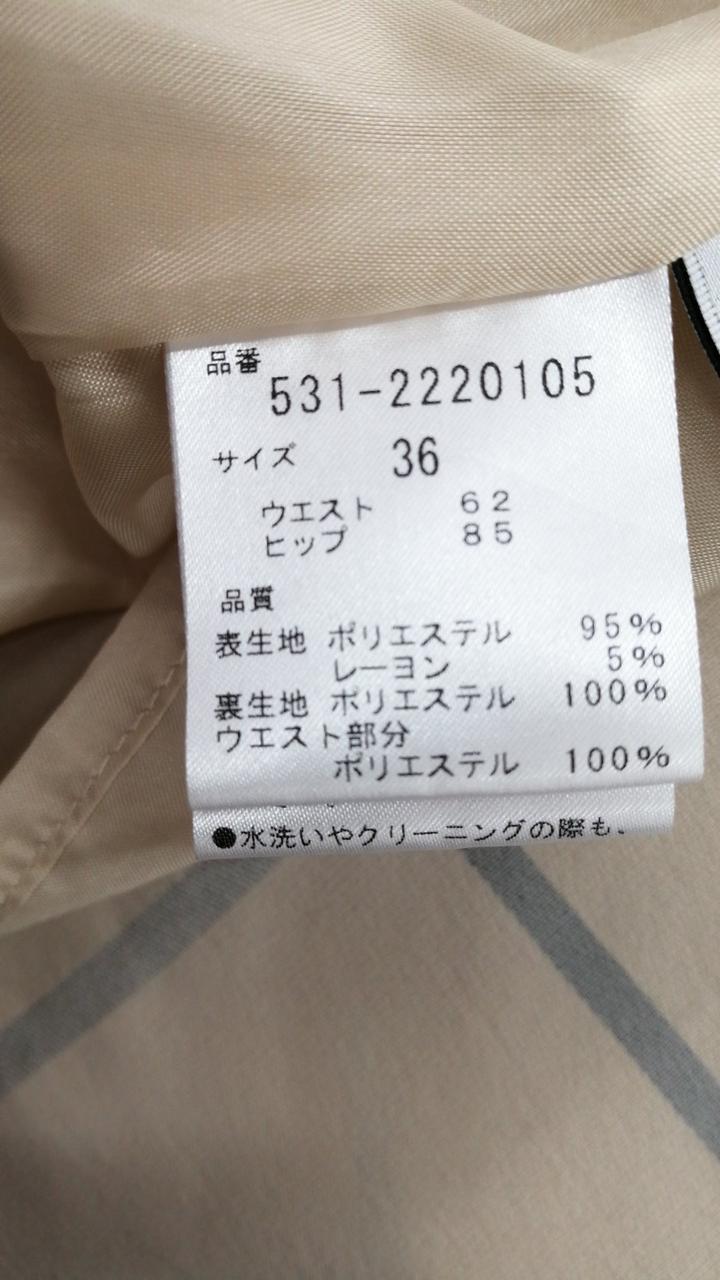 品番
531-2220105
サイズ 36
ウエスト 62
ヒップ 85
品質
表生地 ポリエステル 95%
レーヨン 5%
裏生地 ポリエステル 100%
ウエスト部分
ポリエステル 100%
●水洗いやクリーニングの際も、